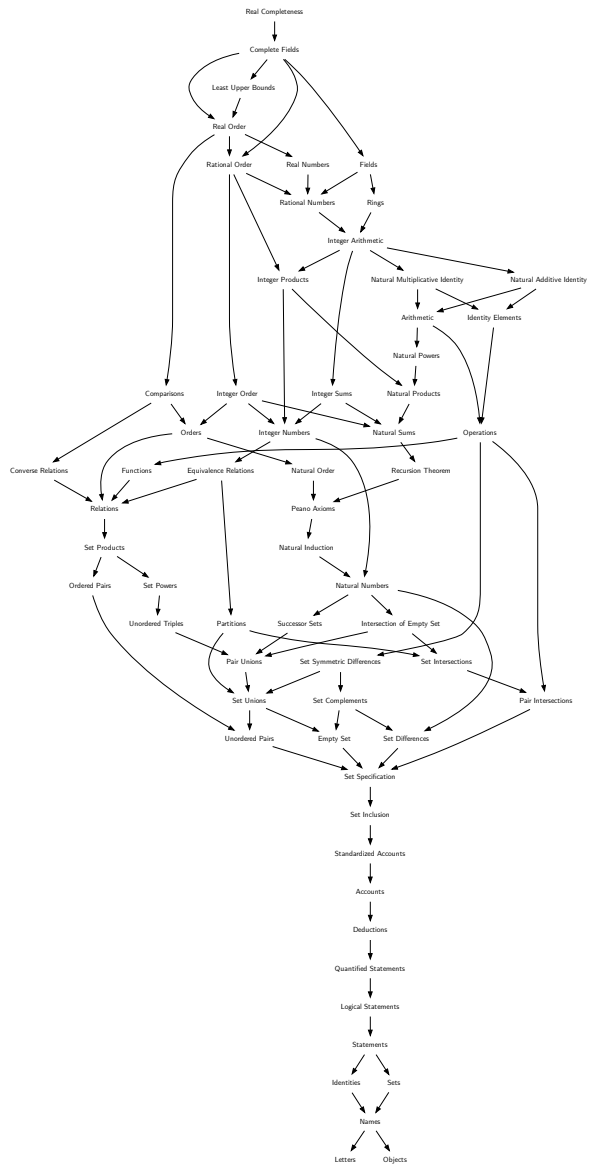 Real Completeness
Complete Fields
Least Upper Bounds
Real Order
Rational Order
Real Numbers
Fields
Rational Numbers
Rings
Integer Arithmetic
Integer Products
Natural Multiplicative Identity
Natural Additive Identity
Arithmetic
Identity Elements
Natural Powers
Comparisons
Integer Order
Integer Sums
Natural Products
Orders
Integer Numbers
Natural Sums
Operations
Converse Relations
Functions
Equivalence Relations
Natural Order
Recursion Theorem
Relations
Peano Axioms
Set Products
Natural Induction
Ordered Pairs
Set Powers
Natural Numbers
Unordered Triples
Partitions
Successor Sets
Intersection of Empty Set
Pair Unions
Set Symmetric Differences
Set Intersections
Set Unions
Set Complements
Pair Intersections
Unordered Pairs
Empty Set
Set Differences
Set Specification
Set Inclusion
Standardized Accounts
Accounts
Deductions
Quantified Statements
Logical Statements
Statements
Identities
Sets
Names
Letters
Objects